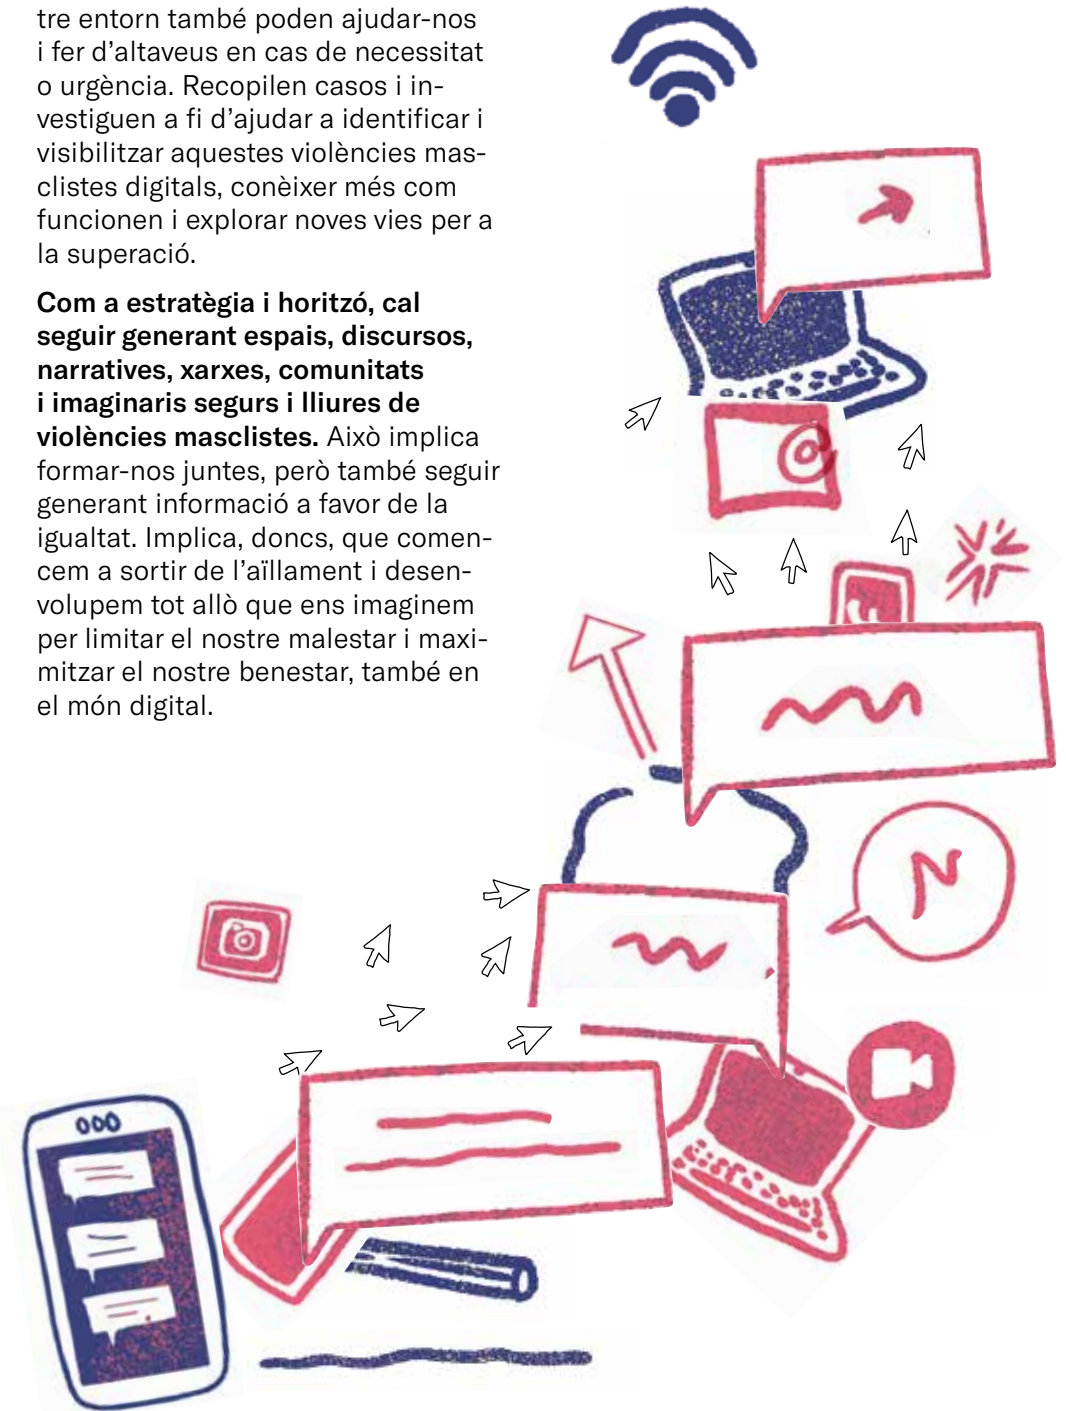 tre entorn també poden ajudar-nos
i fer d’altaveus en cas de necessitat
o urgència. Recopilen casos i in-
vestiguen a fi d’ajudar a identificar i
visibilitzar aquestes violències mas-
clistes digitals, conèixer més com
funcionen i explorar noves vies per a
la superació.
Com a estratègia i horitzó, cal
seguir generant espais, discursos,
narratives, xarxes, comunitats
i imaginaris segurs i lliures de
violències masclistes. Això implica
formar-nos juntes, però també seguir
generant informació a favor de la
igualtat. Implica, doncs, que comen-
cem a sortir de l’aïllament i desen-
volupem tot allò que ens imaginem
per limitar el nostre malestar i maxi-
mitzar el nostre benestar, també en
el món digital.